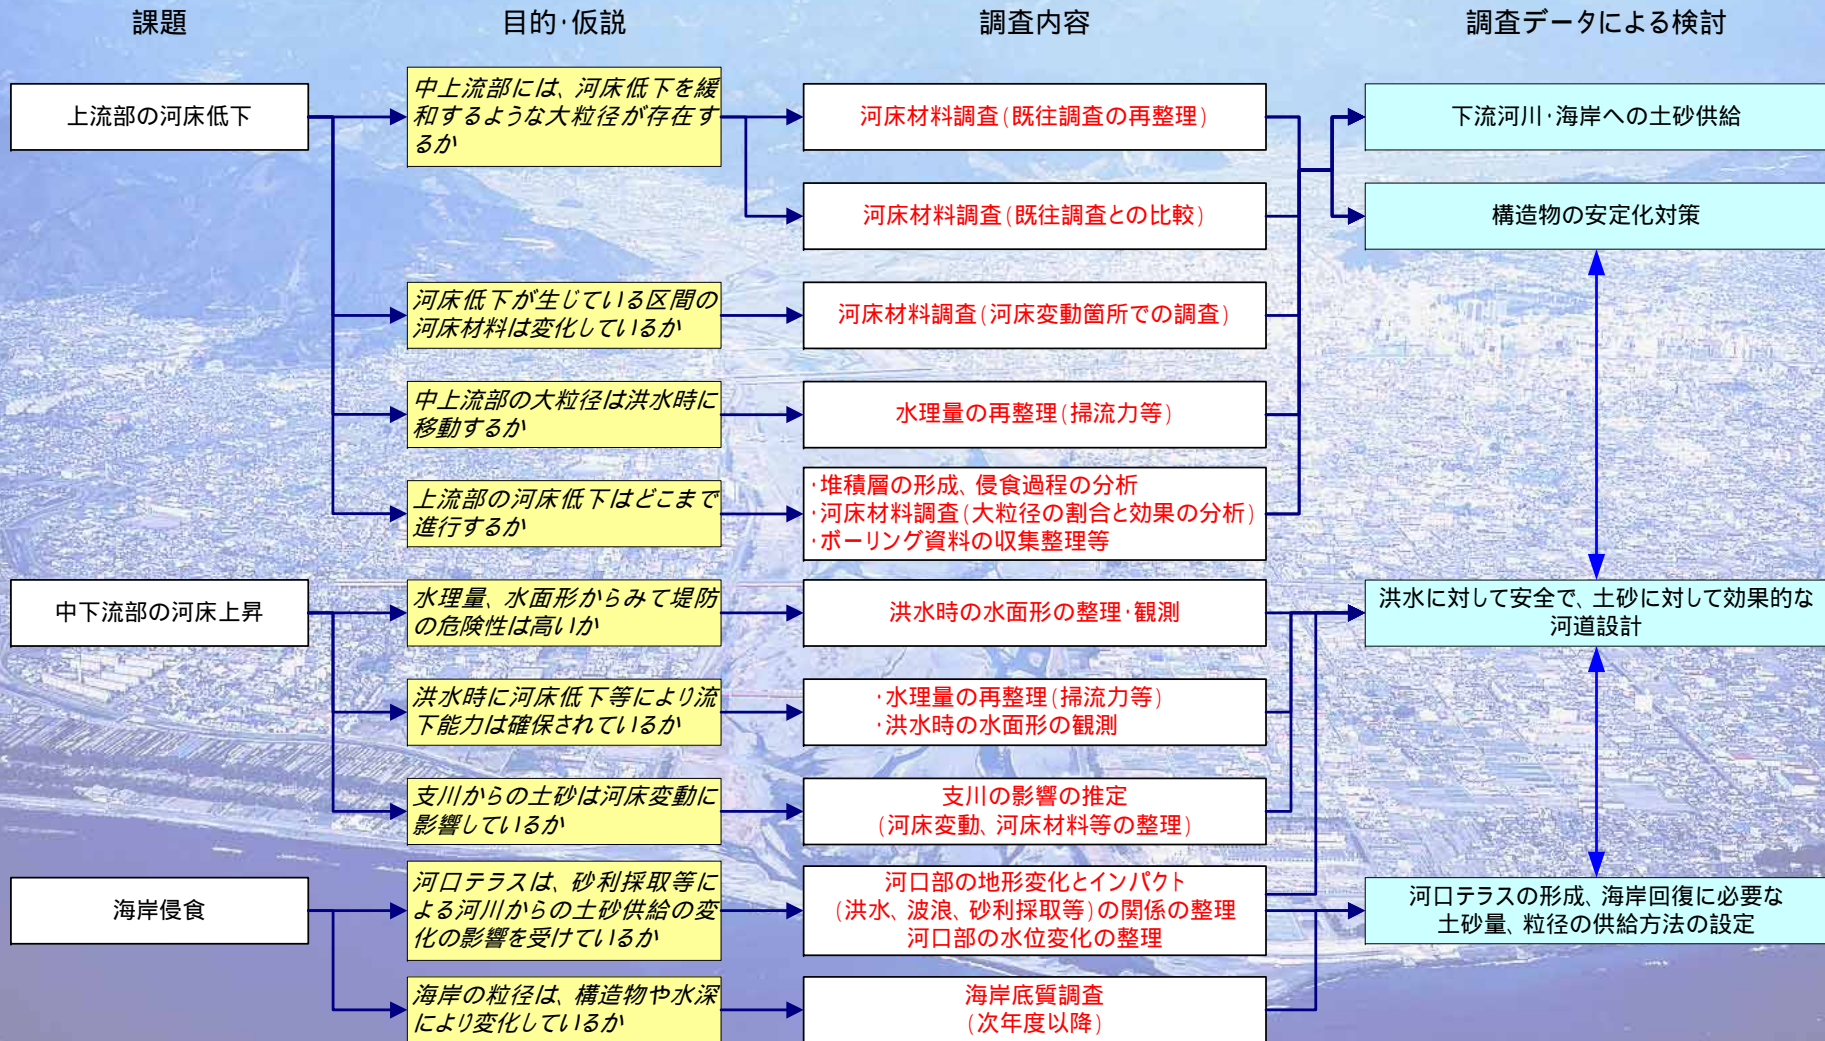 課題
目的・仮説
調査内容
調査データによる検討
上流部の河床低下
中上流部には、河床低下を緩
和するような大粒径が存在す
るか
河床材料調査(既往調査の再整理)
下流河川・海岸への土砂供給
河床材料調査(既往調査との比較)
構造物の安定化対策
河床低下が生じている区間の
河床材料は変化しているか
河床材料調査(河床変動箇所での調査)
中上流部の大粒径は洪水時に
移動するか
水理量の再整理(掃流力等)
上流部の河床低下はどこまで
進行するか
・堆積層の形成、侵食過程の分析
・河床材料調査(大粒径の割合と効果の分析)
・ボーリング資料の収集整理等
中下流部の河床上昇
水理量、水面形からみて堤防
の危険性は高いか
洪水時の水面形の整理・観測
洪水に対して安全で、土砂に対して効果的な
河道設計
洪水時に河床低下等により流
下能力は確保されているか
・水理量の再整理(掃流力等)
・洪水時の水面形の観測
支川からの土砂は河床変動に
影響しているか
支川の影響の推定
(河床変動、河床材料等の整理)
海岸侵食
河口テラスは、砂利採取等に
よる河川からの土砂供給の変
化の影響を受けているか
河口部の地形変化とインパクト
(洪水、波浪、砂利採取等)の関係の整理
河口部の水位変化の整理
河口テラスの形成、海岸回復に必要な
土砂量、粒径の供給方法の設定
海岸の粒径は、構造物や水深
により変化しているか
海岸底質調査
(次年度以降)